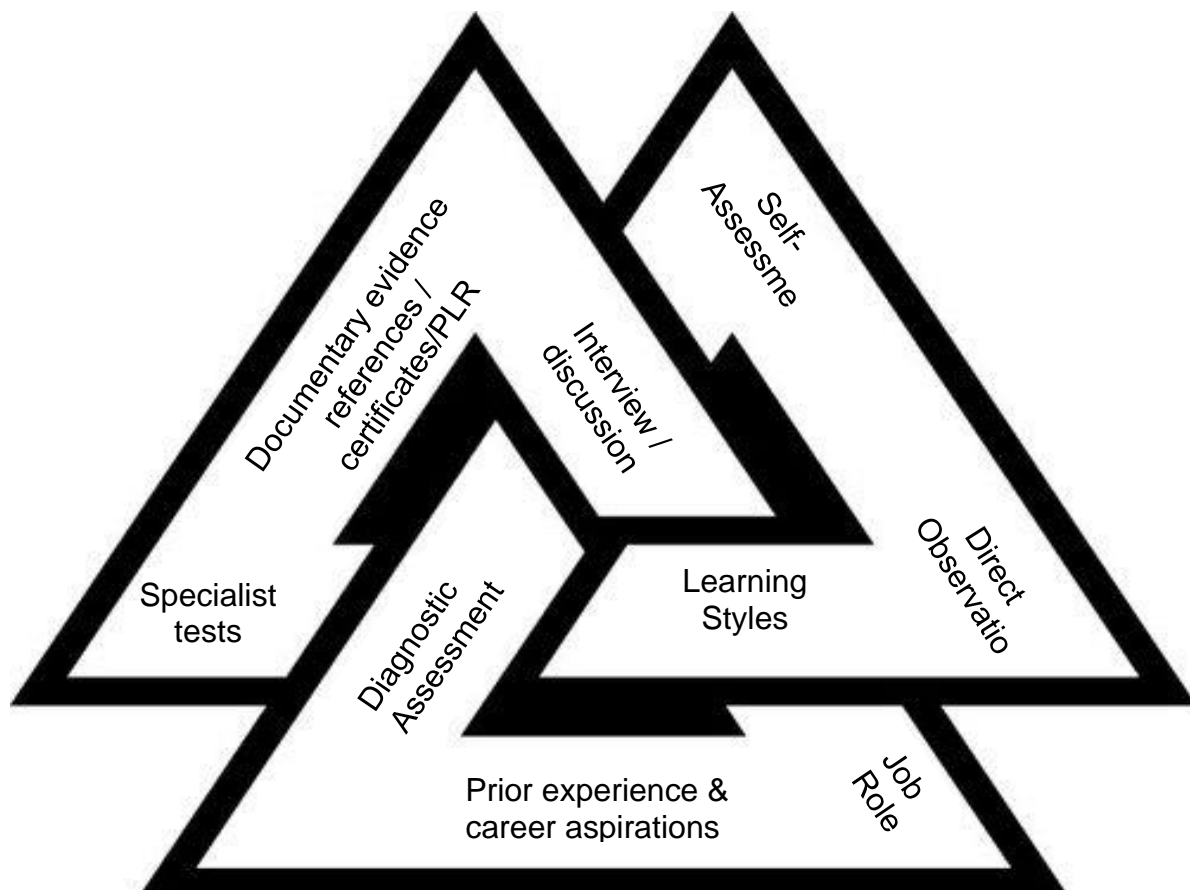 Self-
Assessme
Documentary evidence
references /
certificates/PLR
Interview /
discussion
Direct
Observatio
Specialist
tests
Diagnostic
Assessment
Learning
Styles
Prior experience &
career aspirations
Job
Role